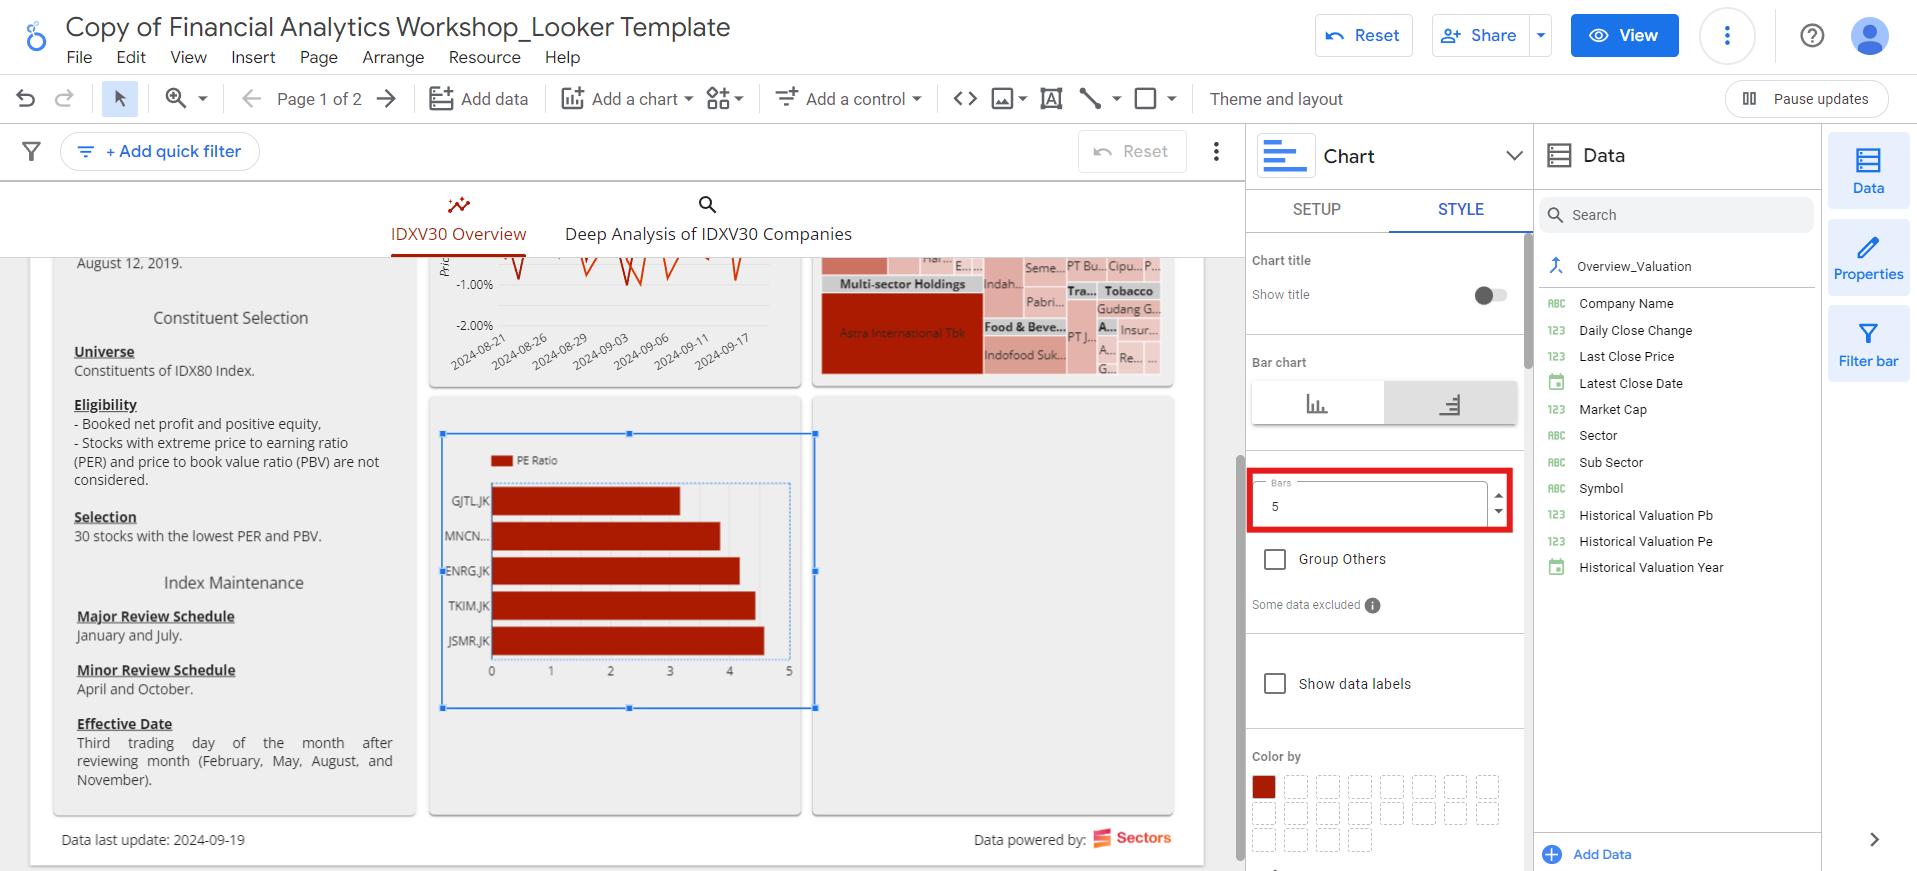 Copy of Financial Analytics Workshop_Looker Template
File Edit View Insert Page Arrange Resource Help
Reset
Share
View
Page 1 of 2
Add data
Add a chart
Add a control
Theme and layout
Pause updates
+ Add quick filter
Reset
IDXV30 Overview
Deep Analysis of IDXV30 Companies
August 12, 2019.
Constituent Selection
Universe
Constituents of IDX80 Index.
Eligibility
- Booked net profit and positive equity,
- Stocks with extreme price to earning ratio
(PER) and price to book value ratio (PBV) are not
considered.
Selection
30 stocks with the lowest PER and PBV.
Index Maintenance
Major Review Schedule
January and July.
Minor Review Schedule
April and October.
Effective Date
Third trading day of the month after
reviewing month (February, May, August, and
November).
-1.00%
-2.00%
2024-08-21
2024-08-26
2024-08-29
2024-09-03
2024-09-06
2024-09-11
2024-09-17
Multi-sector Holdings
Astra International Tbk
E...
Indah...
Seme...
Pabri...
Food & Beve...
Indofood Suk...
PT Bu...
Cipu...
P...
Tra...
Tobacco
Gudang G...
PT J...
A...
Insur...
A...
Re...
...
G...
PE Ratio
GJTL.JK
MNCN...
ENRG.JK
TKIM.JK
JSMR.JK
0 1 2 3 4 5
Data last update: 2024-09-19
Data powered by: Sectors
Chart
SETUP
STYLE
Chart title
Show title
Bar chart
Bars
5
Group Others
Some data excluded
Show data labels
Color by
Data
Search
Overview_Valuation
ABC Company Name
123 Daily Close Change
123 Last Close Price
Latest Close Date
123 Market Cap
ABC Sector
ABC Sub Sector
ABC Symbol
123 Historical Valuation Pb
123 Historical Valuation Pe
Historical Valuation Year
Add Data
Data
Properties
Filter bar